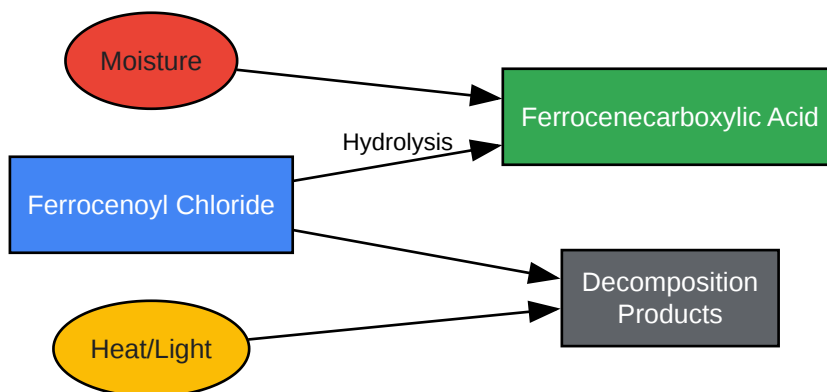 Moisture
Ferrocenecarboxylic Acid
Hydrolysis
Ferrocenoyl Chloride
Decomposition
Products
Heat/Light